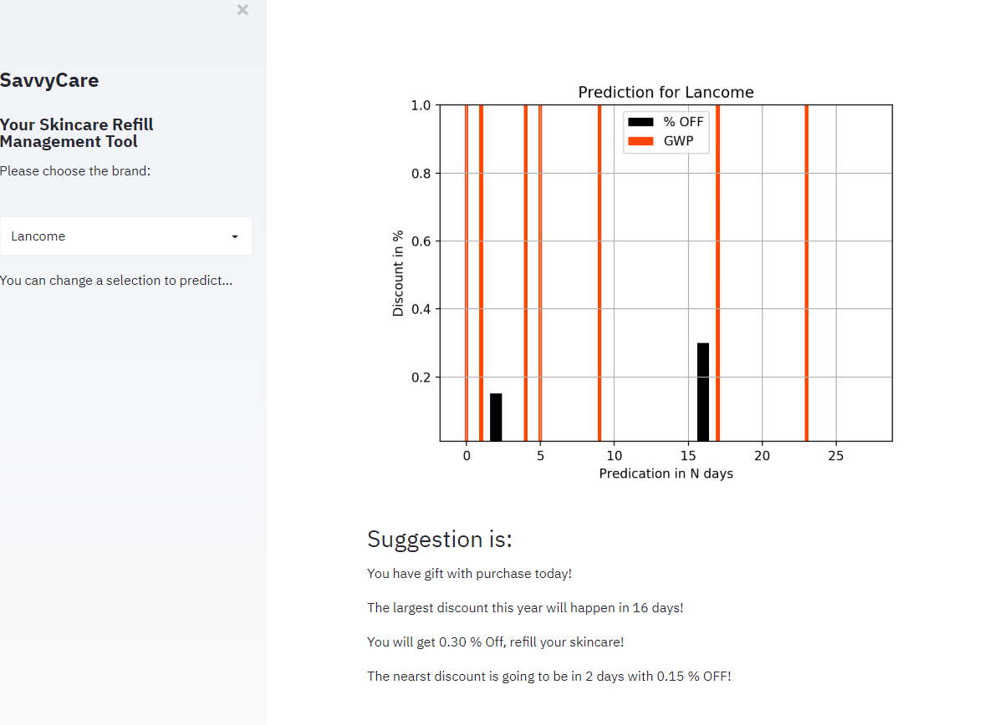 ×
SavvyCare
Your Skincare Refill
Management Tool
Please choose the brand:
Lancome
You can change a selection to predict...
Prediction for Lancome
1.0
0.8
0.6
0.4
0.2
Discount in %
% OFF
GWP
0 5 10 15 20 25
Predication in N days
Suggestion is:
You have gift with purchase today!
The largest discount this year will happen in 16 days!
You will get 0.30 % Off, refill your skincare!
The nearst discount is going to be in 2 days with 0.15 % OFF!